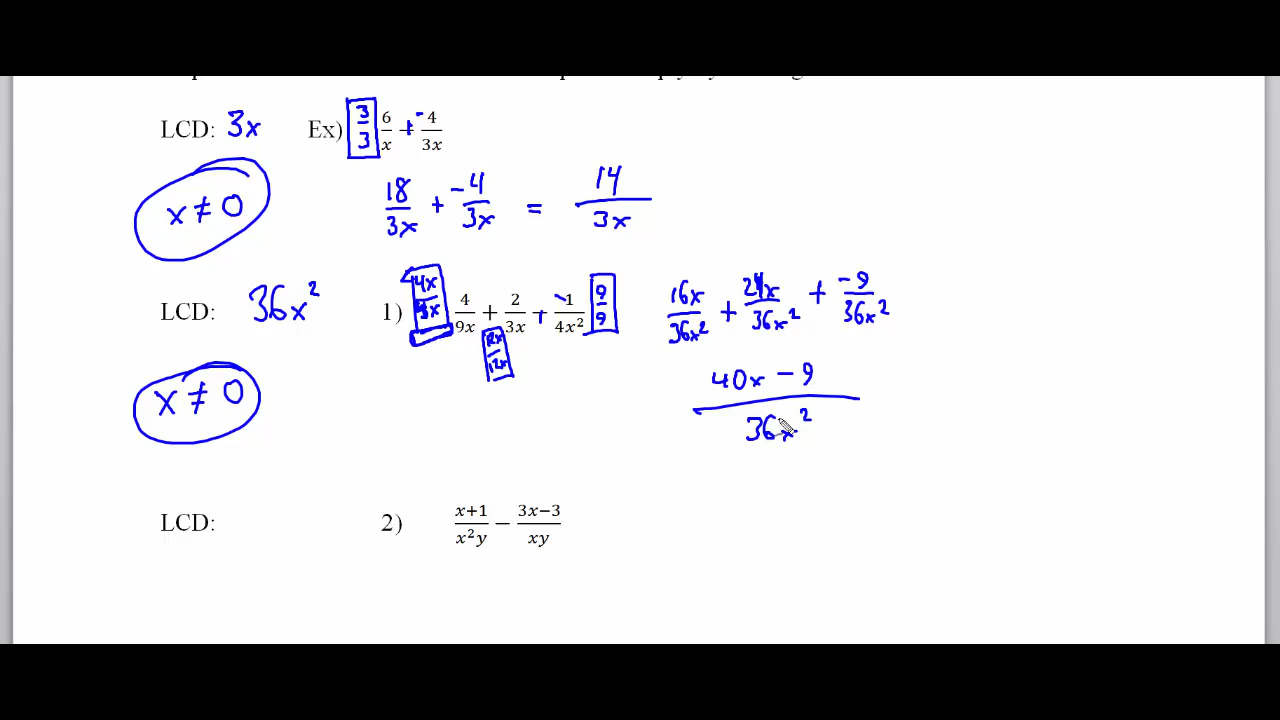 LCD: 3x Ex) 3/3 6/x + -4/3x
x ≠ 0 18/3x + -4/3x = 14/3x
LCD: 36x² 1) 4x/4x 4/9x + 2/3x 12x/12x + -1/4x² 9/9 16x/36x² + 24x/36x² + -9/36x²
x ≠ 0 40x - 9/36x²
LCD: 2) x+1/x²y − 3x−3/xy